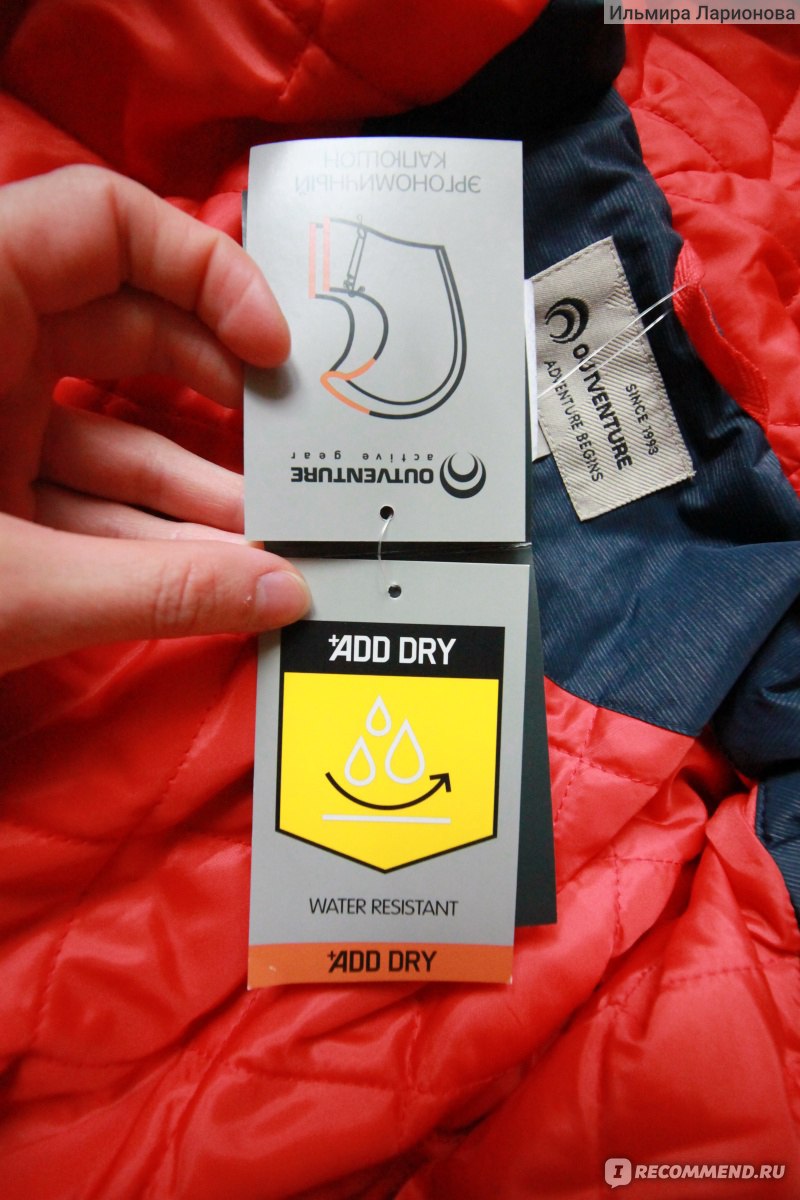 Ильмира Ларионова
ЭРГОНОМИЧНЫЙ
КАПЮШОН
OUTVENTURE
active gear
OUTVENTURE
ADVENTURE BEGINS
SINCE 1993
+ADD DRY
WATER RESISTANT
+ADD DRY
I RECOMMEND.RU